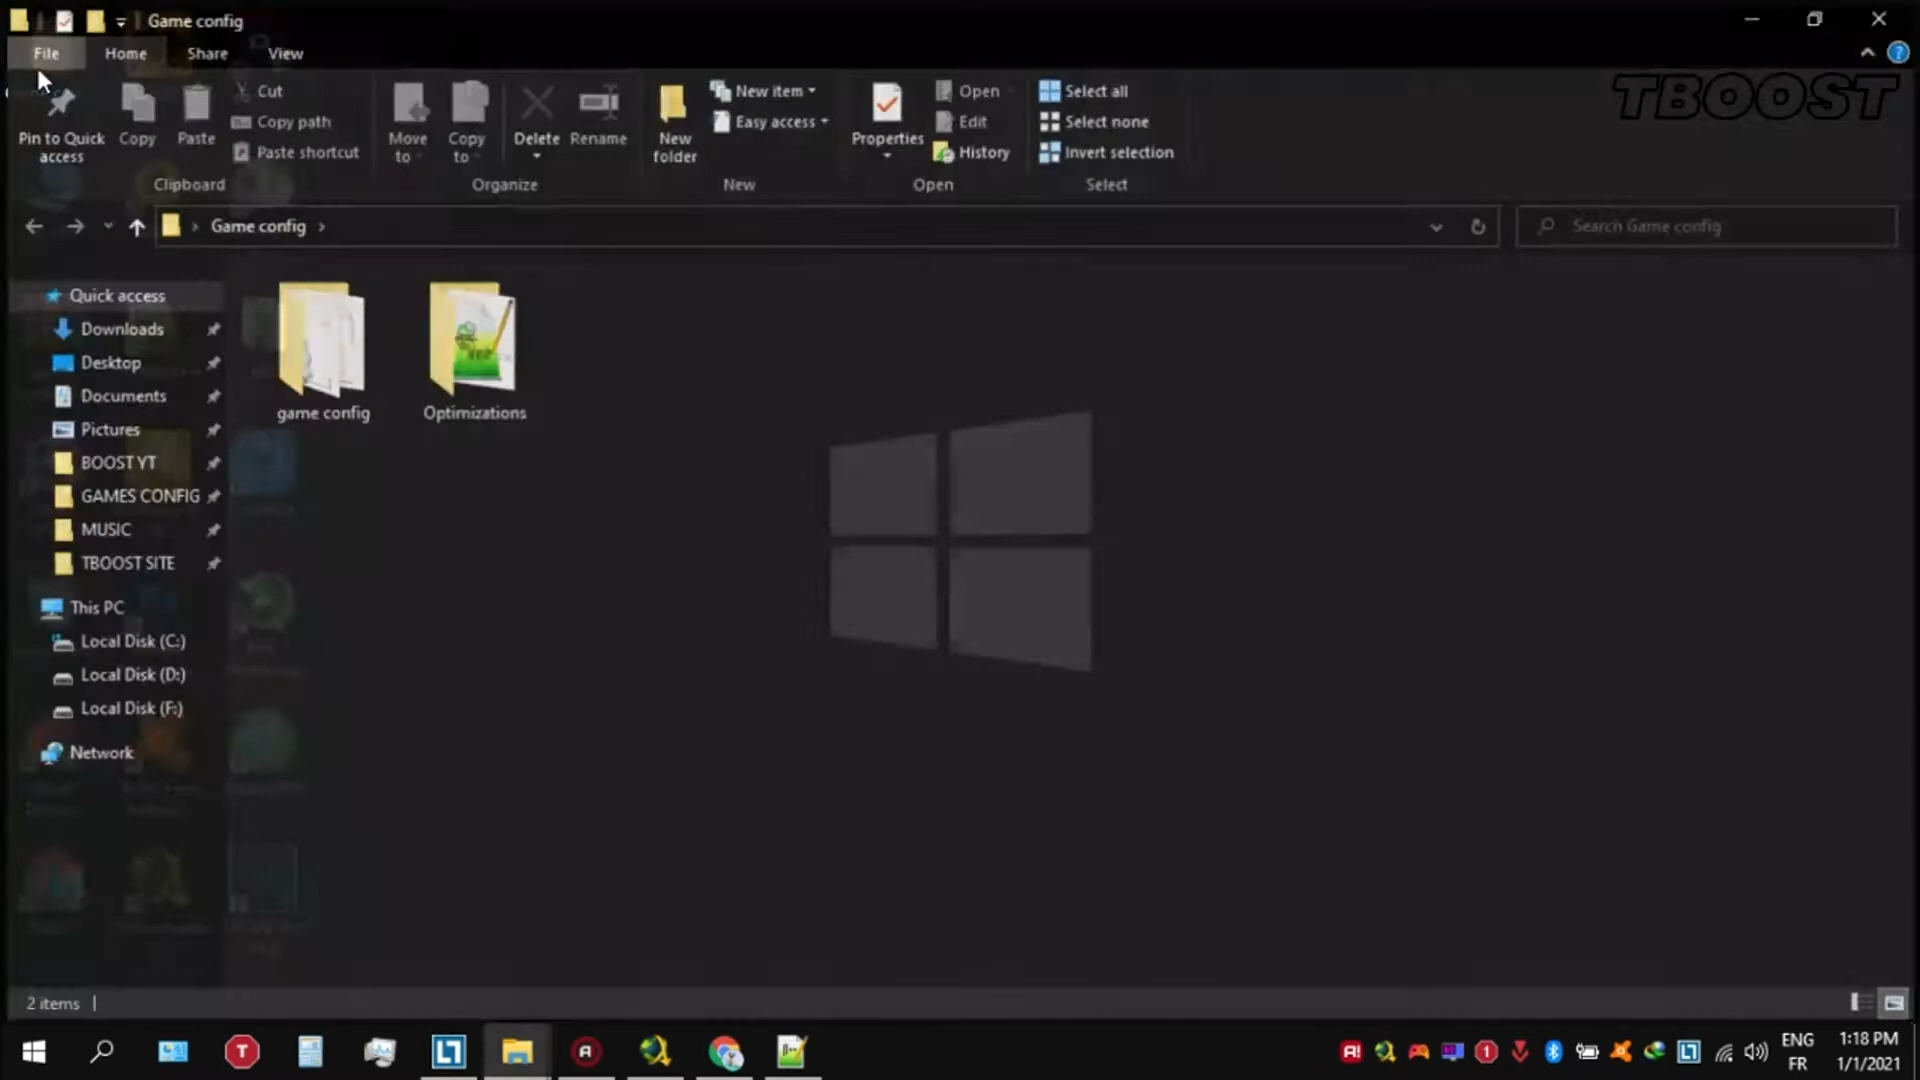 Game config
File Home Share View
TBOOST
Pin to Quick access
Copy
Paste
Cut
Copy path
Paste shortcut
Clipboard
Move to
Copy to
Delete
Rename
Organize
New folder
New item
Easy access
New
Properties
Open
Edit
History
Open
Select all
Select none
Invert selection
Select
Game config
Search Game config
Quick access
Downloads
Desktop
Documents
Pictures
BOOST YT
GAMES CONFIG
MUSIC
TBOOST SITE
This PC
Local Disk (C:)
Local Disk (D:)
Local Disk (F:)
Network
game config
Optimizations
2 items
ENG
FR
1:18 PM
1/1/2021